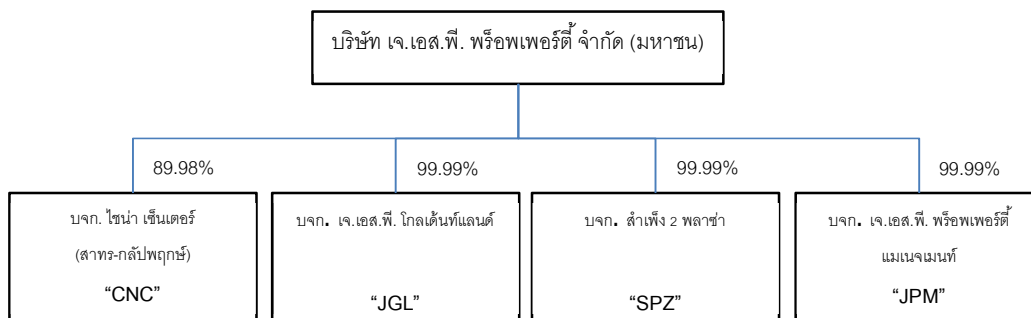 บริษัท เจ.เอส.พี. พร็อพเพอร์ตี้ จำกัด (มหาชน)
89.98%
99.99%
99.99%
99.99%
บจก. ไชน่า เซ็นเตอร์
(สาทร-กลัปพฤกษ์)
“CNC”
บจก. เจ.เอส.พี. โกลเด้นท์แลนด์
“JGL”
บจก. สำเพ็ง 2 พลาซ่า
“SPZ”
บจก. เจ.เอส.พี. พร็อพเพอร์ตี้
แมเนจเมนท์
“JPM”